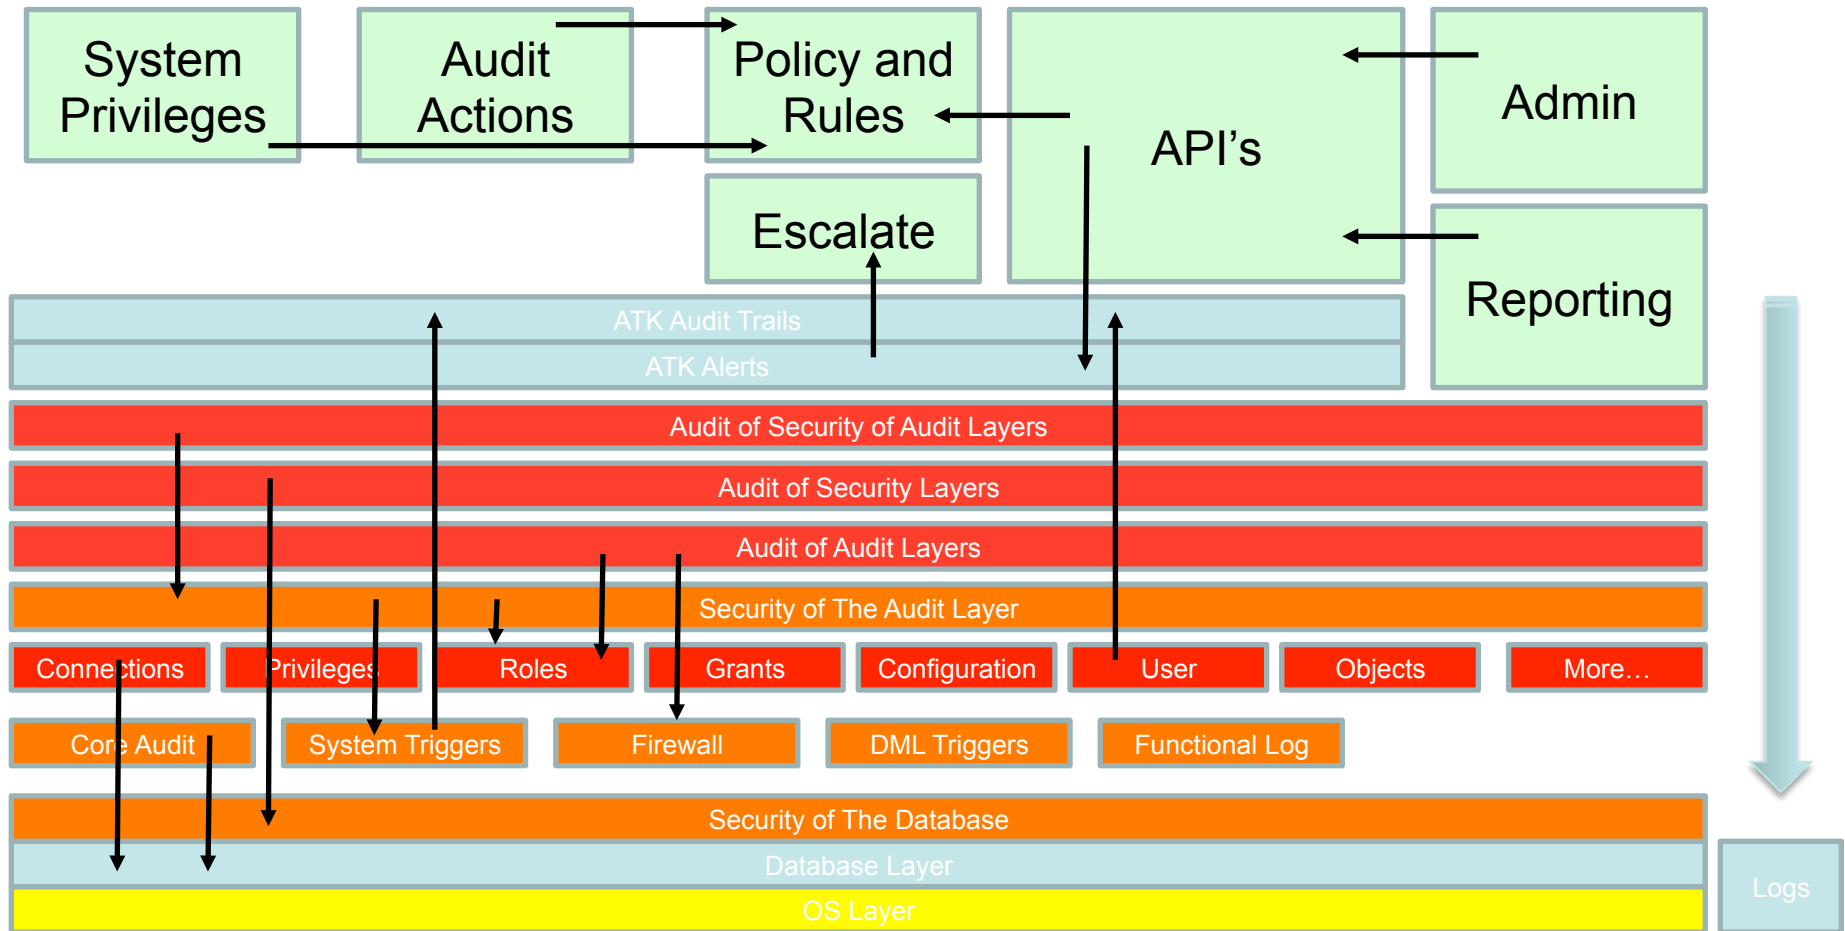 System
Privileges
Audit
Actions
Policy and
Rules
API’s
Admin
Escalate
Reporting
ATK Audit Trails
ATK Alerts
Audit of Security of Audit Layers
Audit of Security Layers
Audit of Audit Layers
Security of The Audit Layer
Connections
Privileges
Roles
Grants
Configuration
User
Objects
More…
Core Audit
System Triggers
Firewall
DML Triggers
Functional Log
Security of The Database
Database Layer
Logs
OS Layer